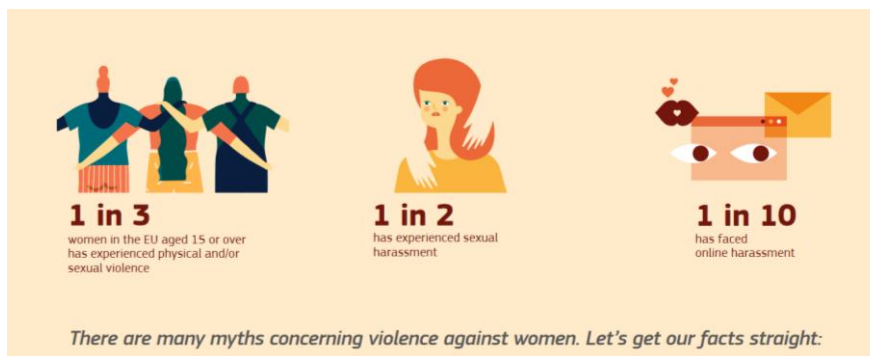 1 in 3
women in the EU aged 15 or over
has experienced physical and/or
sexual violence
1 in 2
has experienced sexual
harassment
1 in 10
has faced
online harassment
There are many myths concerning violence against women. Let's get our facts straight: